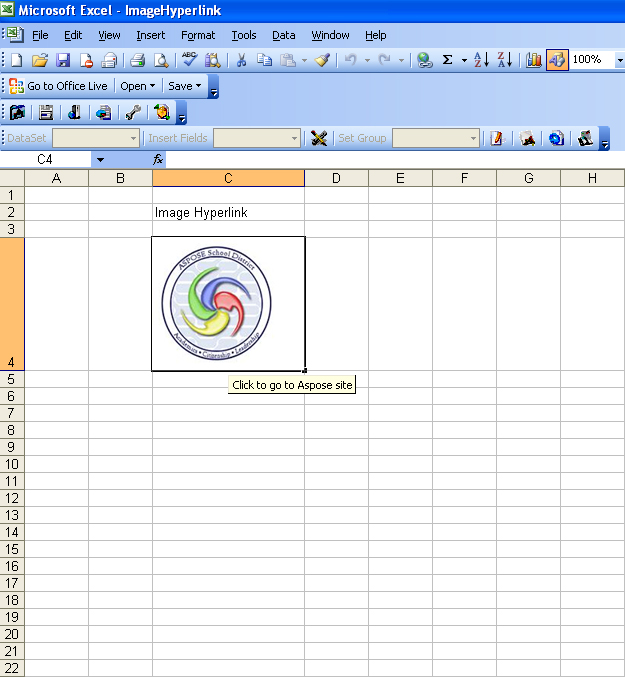 Microsoft Excel - ImageHyperlink
File Edit View Insert Format Tools Data Window Help
ABC Σ A Z Z A 100%
Go to Office Live Open Save
DataSet Insert Fields Set Group
C4 fx
A B C D E F G H
1
2 Image Hyperlink
3
ASPOSE School District
Academics • Citizenship • Leadership
4
5 Click to go to Aspose site
6
7
8
9
10
11
12
13
14
15
16
17
18
19
20
21
22